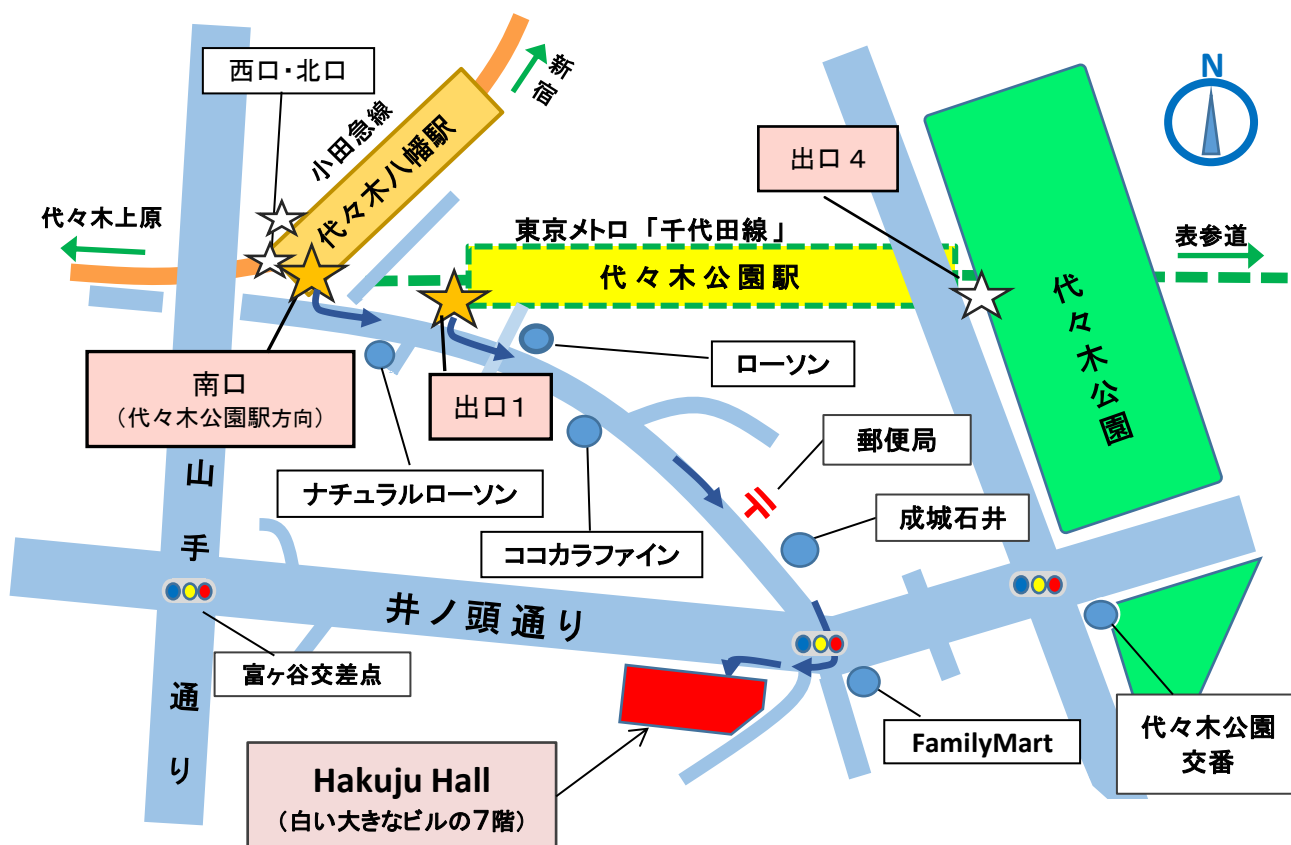 西口・北口
新宿
小田急線
代々木八幡駅
N
出口 4
代々木上原
東京メトロ 「千代田線」
代々木公園駅
表参道
代々木公園
南口
（代々木公園駅方向）
出口1
ローソン
郵便局
ナチュラルローソン
成城石井
ココカラファイン
山手通り
井ノ頭通り
富ヶ谷交差点
FamilyMart
代々木公園
交番
Hakuju Hall
（白い大きなビルの7階）